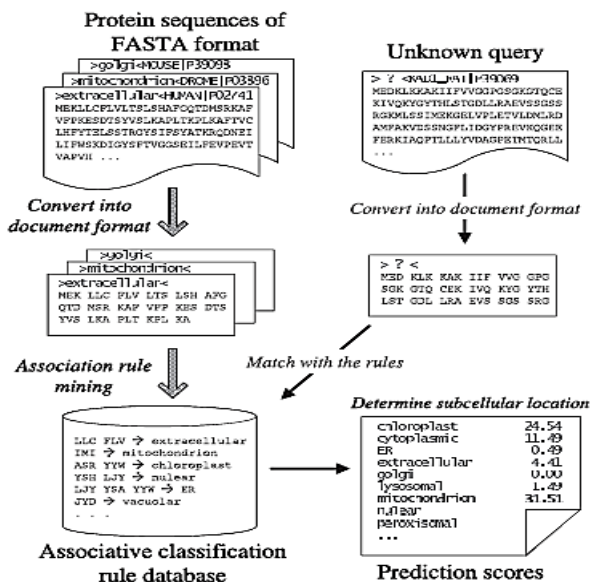 Protein sequences of
FASTA format
Unknown query
>golgi<MOUSE|P39098
>mitochondrion<DROME|P03896
>extracellular<HUMAN|P02741
MEKLLCFLVLTSLSHAFGQTDMSRKAF
VFPKESDTSYVSLKAPLTKPLKAFTVC
LHFYTELSSTRGYSIFSYATKRQDNEI
LIFWSKDIGYSFTVGGSEILFEVPEVT
VAPVH ...
> ? <
MEDKLKKAKIIFVVGGPGSGKGTQCE
KIVQKYGYTHLSTGDLLRAEVSSGSS
RGKMLSSIMEKGELVPLETVLDMLRD
AMFAKVDSSNGFLIDGYPREVKQGEE
FERKIAQPTLLLYVDAGPETMTQRLL
...
Convert into
document format
Convert into document format
>golgi<
>mitochondrion<
>extracellular<
MEK LLC FLV LTS LSH AFG
QTD MSR KAF VFP KES DTS
YVS LKA PLT KPL KA
> ? <
MED KLK KAK IIF VVG GPG
SGK GTQ CEK IVQ KYG YTH
LST GDL LRA EVS SGS SRG
Association rule
mining
Match with the rules
LLC FLV → extracellular
IMI → mitochondrion
ASR YYW → chloroplast
YSH LJY → nulear
LJY YSA YYW → ER
JYD → vacuolar
. . .
Associative classification
rule database
Determine subcellular location
chloroplast 24.54
cytoplasmic 11.49
ER 0.49
extracellular 4.41
golgi 0.00
lysosomal 1.49
mitochondrion 31.51
nulear
peroxisomal
...
Prediction scores